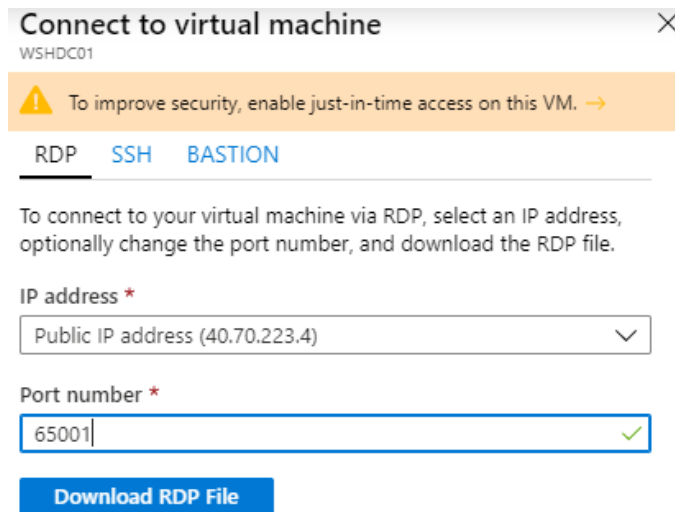 Connect to virtual machine
WSHDC01
To improve security, enable just-in-time access on this VM. →
RDP SSH BASTION
To connect to your virtual machine via RDP, select an IP address,
optionally change the port number, and download the RDP file.
IP address *
Public IP address (40.70.223.4)
Port number *
65001
Download RDP File